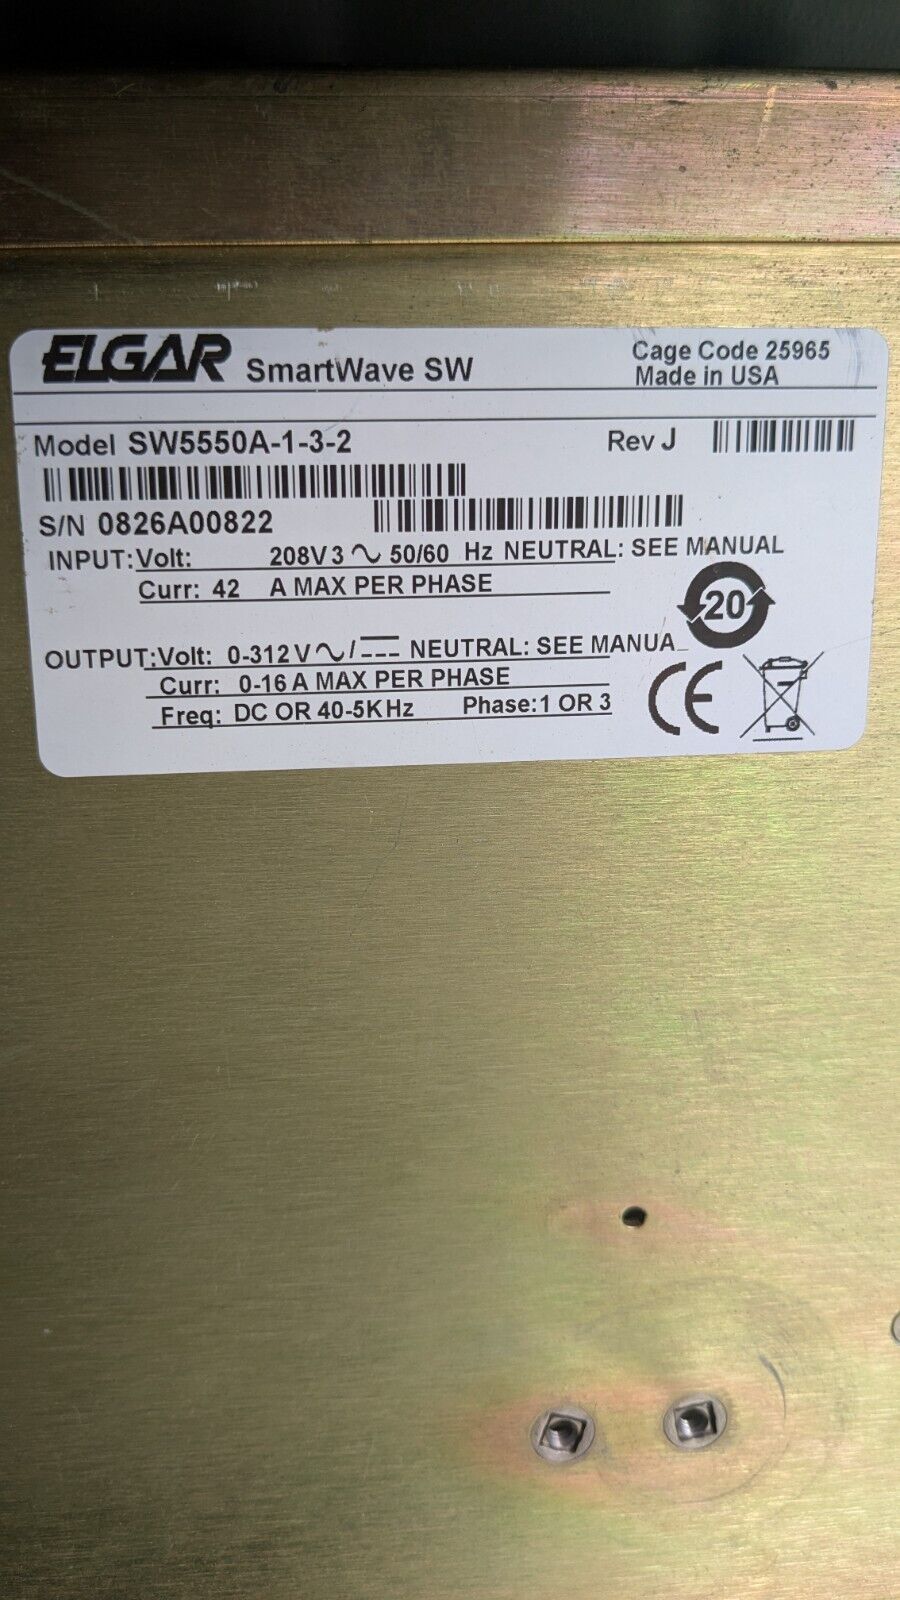 ELGAR SmartWave SW
Cage Code 25965
Made in USA
Model SW5550A-1-3-2
Rev J
S/N 0826A00822
INPUT: Volt: 208V 3 ∿ 50/60 Hz NEUTRAL: SEE MANUAL
Curr: 42 A MAX PER PHASE
20
OUTPUT: Volt: 0-312 V ∿/⎓ NEUTRAL: SEE MANUA
Curr: 0-16 A MAX PER PHASE
Freq: DC OR 40-5KHz Phase: 1 OR 3
CE